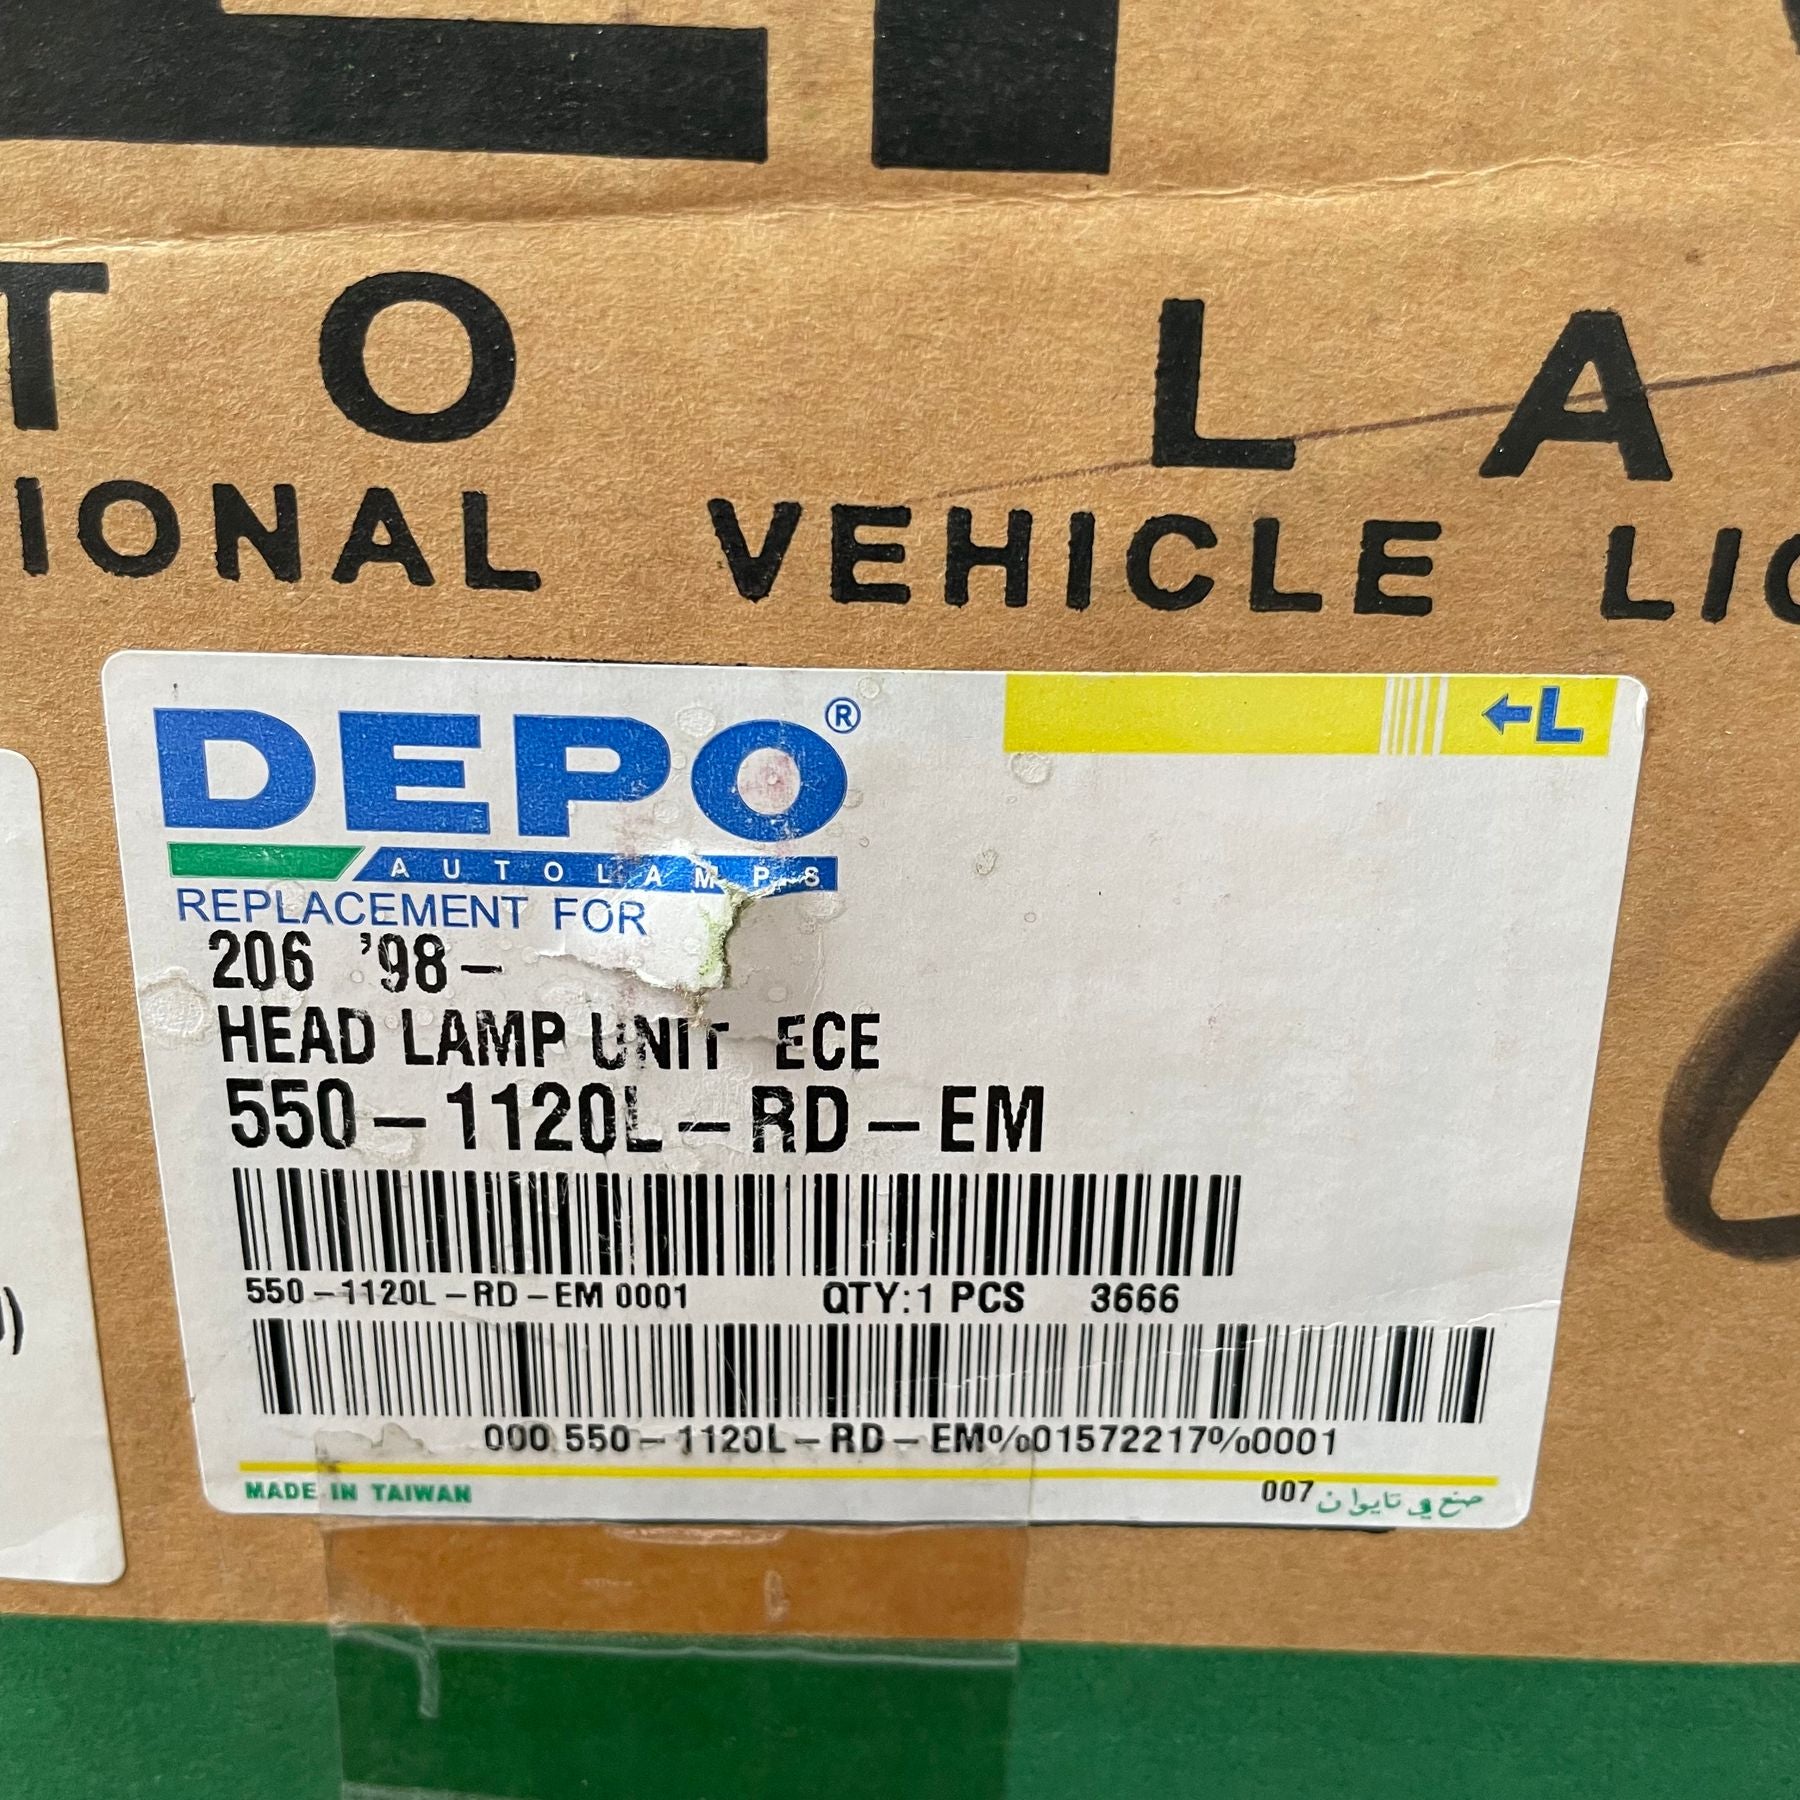 T O L A
IONAL VEHICLE LIG
DEPO®
←L
AUTOLAMPS
REPLACEMENT FOR
206 '98-
HEAD LAMP UNIT ECE
550-1120L-RD-EM
550-1120L-RD-EM 0001 QTY:1 PCS 3666
000 550-1120L-RD-EM%01572217%0001
MADE IN TAIWAN 007 صنع في تايوان
)